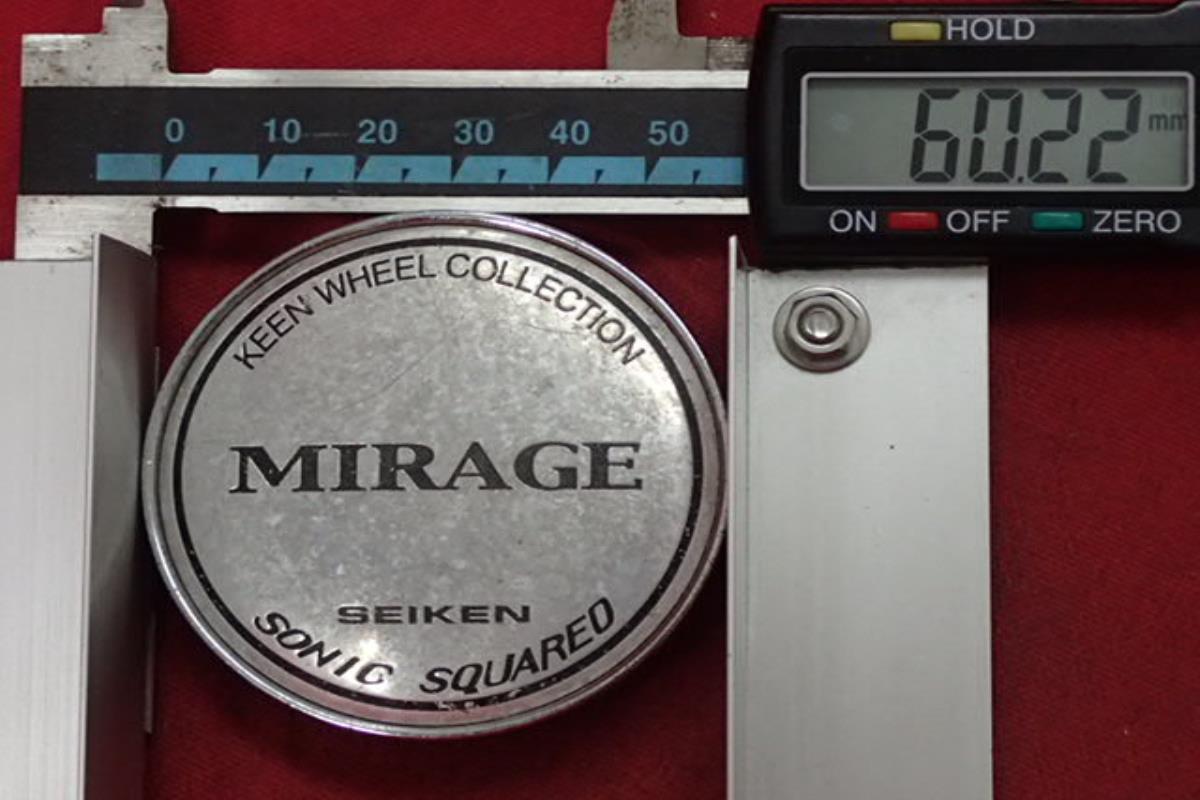 HOLD
0 10 20 30 40 50
60.22 mm
ON OFF ZERO
KEEN WHEEL COLLECTION
MIRAGE
SEIKEN
SONIC SQUARED